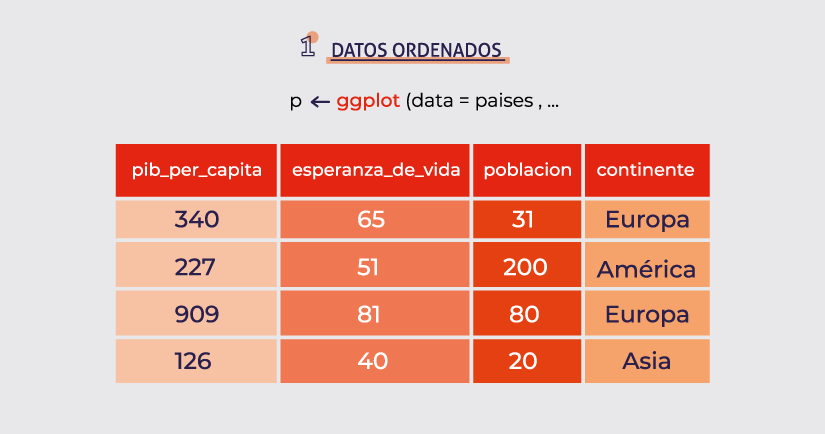 1 DATOS ORDENADOS
p ← ggplot (data = paises , ...
pib_per_capita esperanza_de_vida poblacion continente
340 65 31 Europa
227 51 200 América
909 81 80 Europa
126 40 20 Asia